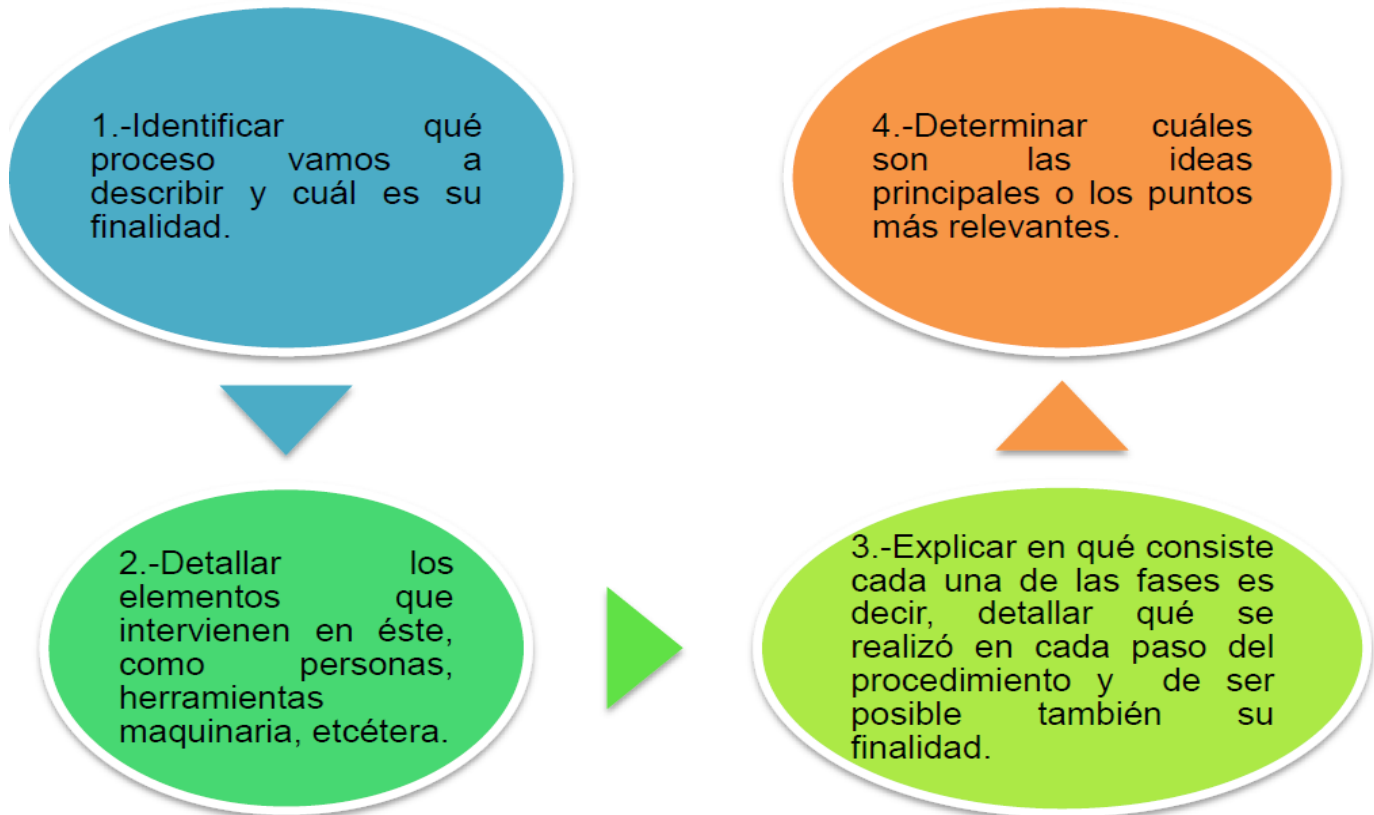 1.-Identificar qué
proceso vamos a
describir y cuál es su
finalidad.
2.-Detallar los
elementos que
intervienen en éste,
como personas,
herramientas
maquinaria, etcétera.
3.-Explicar en qué consiste
cada una de las fases es
decir, detallar qué se
realizó en cada paso del
procedimiento y de ser
posible también su
finalidad.
4.-Determinar cuáles
son las ideas
principales o los puntos
más relevantes.